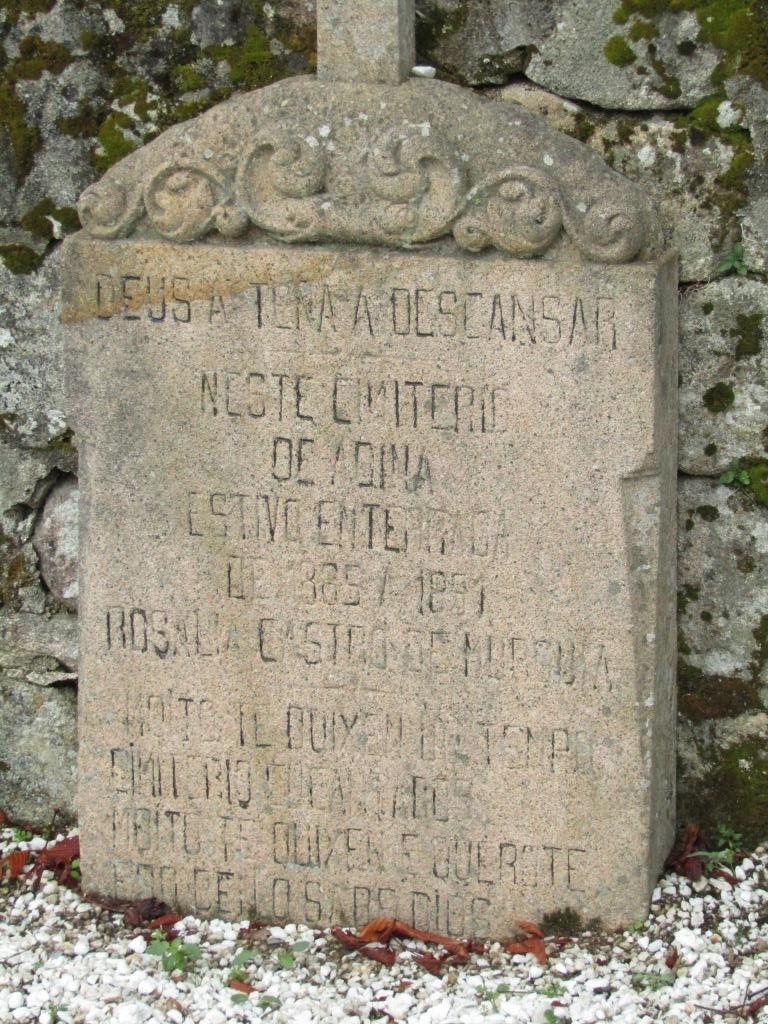 DEUS A TEÑA A DESCANSAR
NESTE CIMITERIO
DE ADINA
ESTIVO ENTERRADA
DE 1885 A 1891
ROSALIA CASTRO DE MURGUIA
MOITO TE QUIXEN UN TEMPO
CIMITERIO ENCANTADOR
MOITO TE QUIXEN E QUEROTE
ESO BEN O SABE DIOS